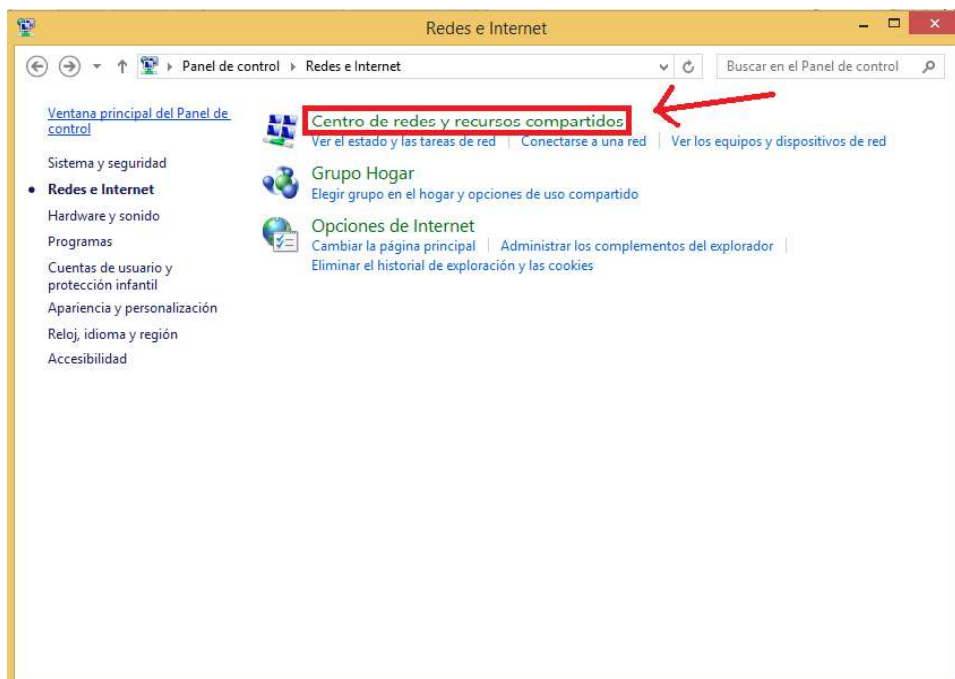 Redes e Internet
Panel de control Redes e Internet
Buscar en el Panel de control
Ventana principal del Panel de
control
Sistema y seguridad
Redes e Internet
Hardware y sonido
Programas
Cuentas de usuario y
protección infantil
Apariencia y personalización
Reloj, idioma y región
Accesibilidad
Centro de redes y recursos compartidos
Ver el estado y las tareas de red Conectarse a una red Ver los equipos y dispositivos de red
Grupo Hogar
Elegir grupo en el hogar y opciones de uso compartido
Opciones de Internet
Cambiar la página principal Administrar los complementos del explorador
Eliminar el historial de exploración y las cookies